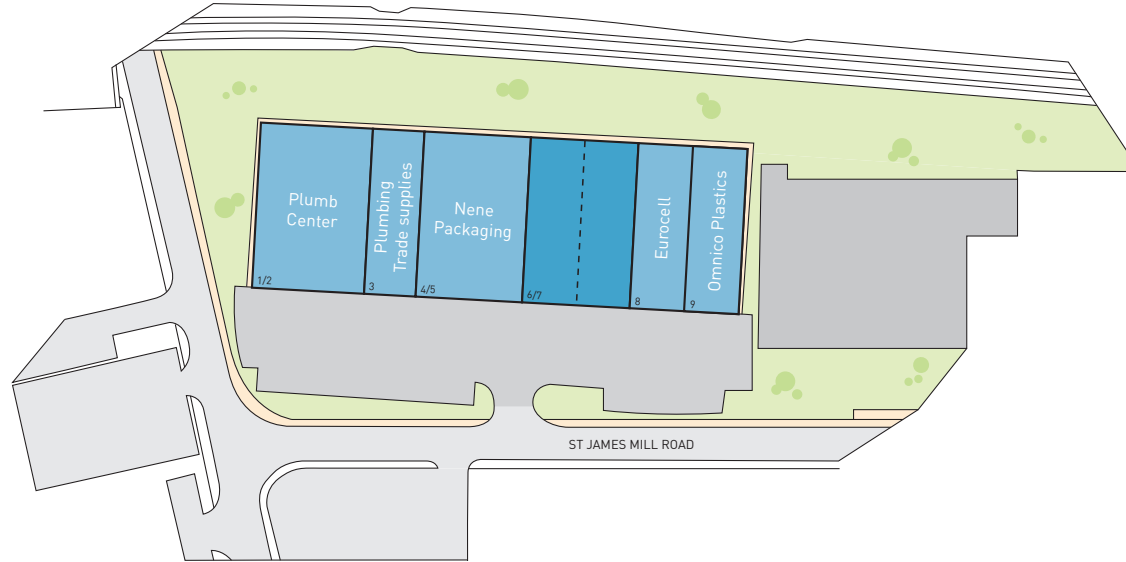 Plumb
Center
1/2
Plumbing
Trade supplies
3
Nene
Packaging
4/5
6/7
Eurocell
8
Omnico Plastics
9
ST JAMES MILL ROAD